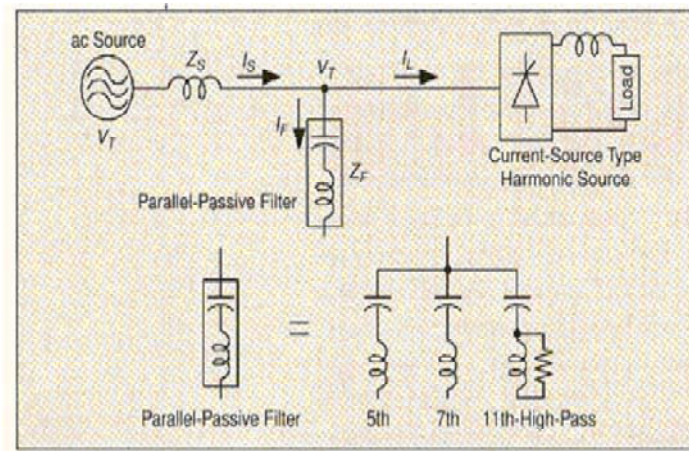 ac Source
Z_S
I_S
V_T
I_L
V_T
I_F
Z_F
Load
Current-Source Type
Harmonic Source
Parallel-Passive Filter
=
Parallel-Passive Filter
5th
7th
11th-High-Pass